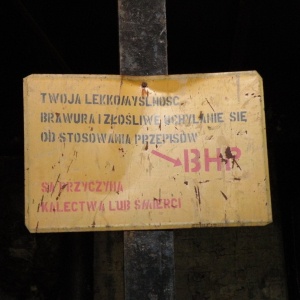 TWOJA LEKKOMYŚLNOŚĆ,
BRAWURA I ZŁOŚLIWE UCHYLANIE SIĘ
OD STOSOWANIA PRZEPISÓW
BHP
SĄ PRZYCZYNĄ
KALECTWA LUB ŚMIERCI